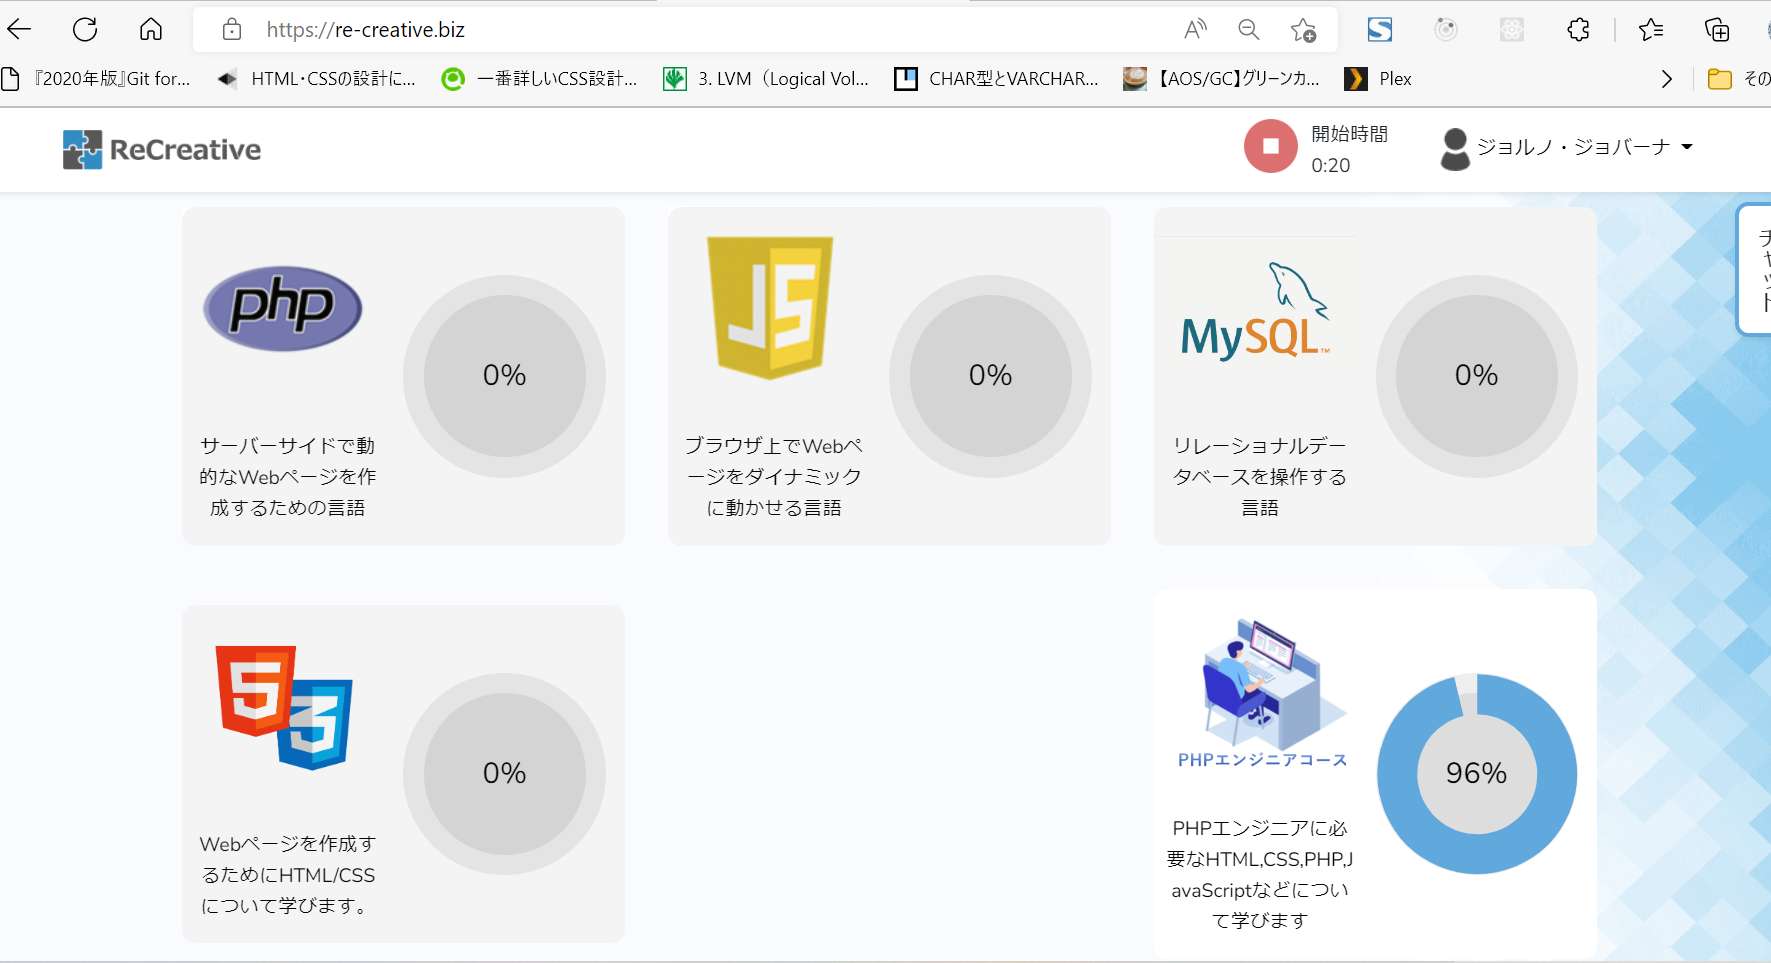 https://re-creative.biz
『2020年版』Git for...
HTML･CSSの設計に...
一番詳しいCSS設計...
3. LVM（Logical Vol...
CHAR型とVARCHAR...
【AOS/GC】グリーンカ...
Plex
その
ReCreative
開始時間
0:20
ジョルノ・ジョバーナ
チャット
php
0%
サーバーサイドで動
的なWebページを作
成するための言語
JS
0%
ブラウザ上でWebペ
ージをダイナミック
に動かせる言語
MySQL™
0%
リレーショナルデー
タベースを操作する
言語
5
3
0%
Webページを作成す
るためにHTML/CSS
について学びます。
PHPエンジニアコース
96%
PHPエンジニアに必
要なHTML,CSS,PHP,J
avaScriptなどについ
て学びます